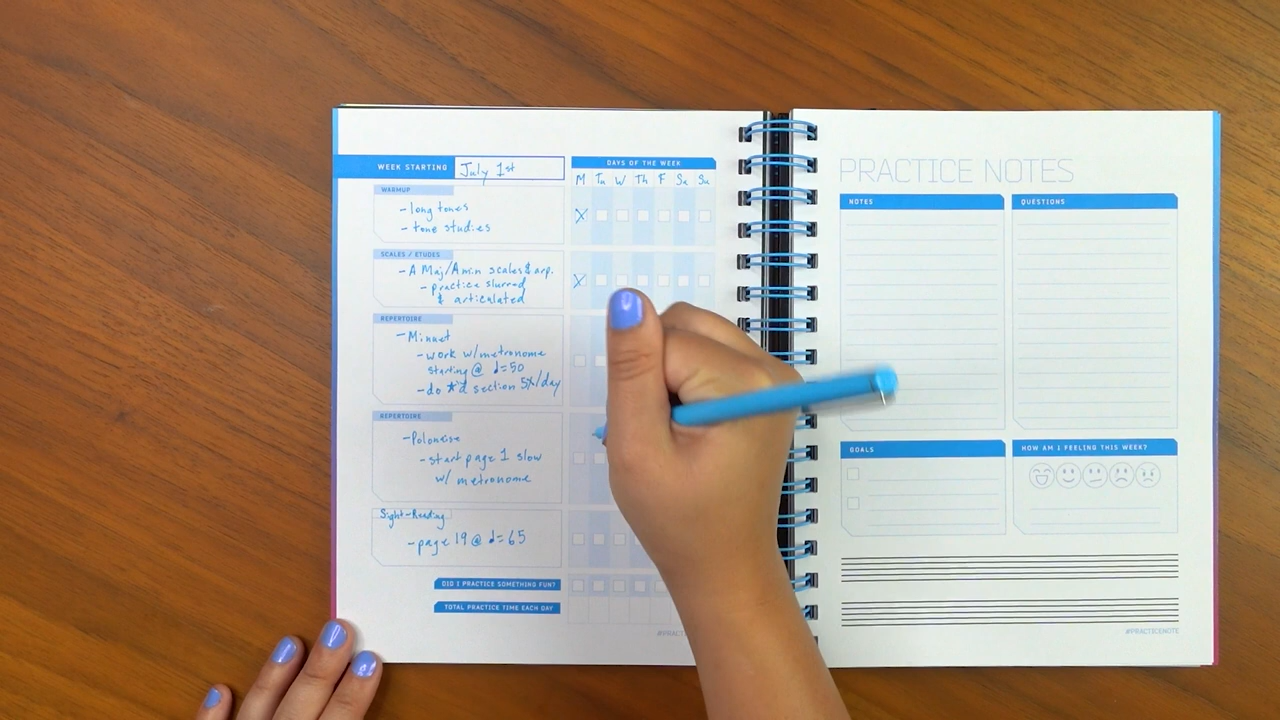 WEEK STARTING July 1st
DAYS OF THE WEEK
M Tu W Th F Sa Su
WARMUP
- long tones
- tone studies
SCALES / ETUDES
- A Maj/A min scales & arp.
- practice slurred
& articulated
REPERTOIRE
- Minuet
- work w/metronome
starting @ ♩=50
- do ★'d section 5x/day
REPERTOIRE
- Polonaise
- start page 1 slow
w/ metronome
Sight-Reading
- page 19 @ ♩=65
DID I PRACTICE SOMETHING FUN?
TOTAL PRACTICE TIME EACH DAY
PRACTICE NOTES
NOTES
QUESTIONS
GOALS
HOW AM I FEELING THIS WEEK?
#PRACTICENOTE